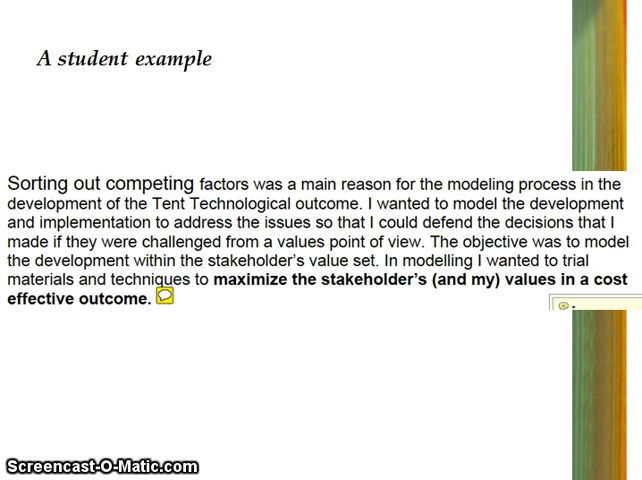 A student example
Sorting out competing factors was a main reason for the modeling process in the
development of the Tent Technological outcome. I wanted to model the development
and implementation to address the issues so that I could defend the decisions that I
made if they were challenged from a values point of view. The objective was to model
the development within the stakeholder's value set. In modelling I wanted to trial
materials and techniques to maximize the stakeholder's (and my) values in a cost
effective outcome.
Screencast-O-Matic.com